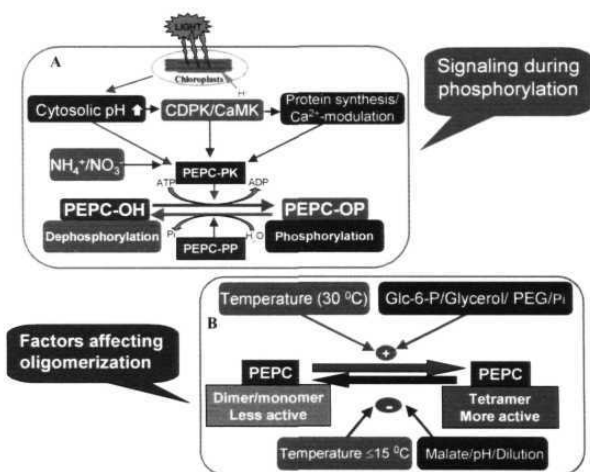 LIGHT
A
Chloroplasts
H
Signaling during
phosphorylation
Cytosolic pH
CDPK/CaMK
Protein synthesis/
Ca²⁺-modulation
NH₄⁺/NO₃⁻
PEPC-PK
ATP
ADP
PEPC-OH
PEPC-OP
Dephosphorylation
Pi
H₂O
Phosphorylation
PEPC-PP
Temperature (30 ⁰C)
Glc-6-P/Glycerol/ PEG/Pi
B
Factors affecting
oligomerization
+
PEPC
PEPC
Dimer/monomer
Less active
Tetramer
More active
-
Temperature ≤15 ⁰C
Malate/pH/Dilution